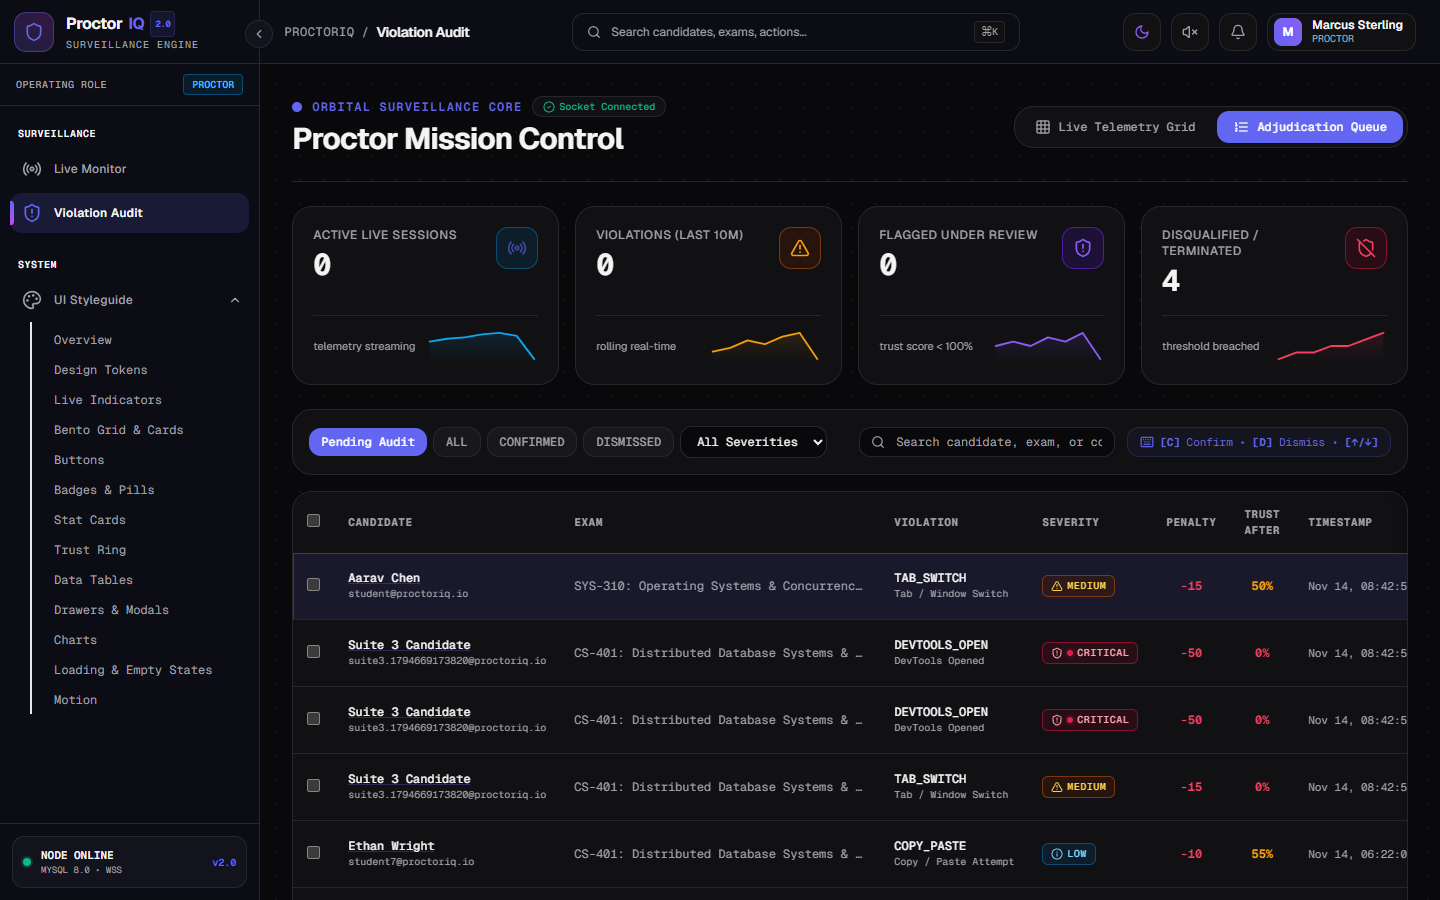 Proctor IQ 2.0
SURVEILLANCE ENGINE
PROCTORIQ / Violation Audit
Search candidates, exams, actions...
⌘K
M
Marcus Sterling
PROCTOR
OPERATING ROLE
PROCTOR
SURVEILLANCE
Live Monitor
Violation Audit
SYSTEM
UI Styleguide
Overview
Design Tokens
Live Indicators
Bento Grid & Cards
Buttons
Badges & Pills
Stat Cards
Trust Ring
Data Tables
Drawers & Modals
Charts
Loading & Empty States
Motion
NODE ONLINE
MYSQL 8.0 • WSS
v2.0
ORBITAL SURVEILLANCE CORE
Socket Connected
Proctor Mission Control
Live Telemetry Grid
Adjudication Queue
ACTIVE LIVE SESSIONS
0
telemetry streaming
VIOLATIONS (LAST 10M)
0
rolling real-time
FLAGGED UNDER REVIEW
0
trust score < 100%
DISQUALIFIED /
TERMINATED
4
threshold breached
Pending Audit
ALL
CONFIRMED
DISMISSED
All Severities
Search candidate, exam, or cc
[C] Confirm • [D] Dismiss • [↑/↓]
CANDIDATE EXAM VIOLATION SEVERITY PENALTY TRUST AFTER TIMESTAMP
Aarav Chen
student@proctoriq.io
SYS-310: Operating Systems & Concurrenc…
TAB_SWITCH
Tab / Window Switch
MEDIUM
-15
50%
Nov 14, 08:42:5
Suite 3 Candidate
suite3.1794669173820@proctoriq.io
CS-401: Distributed Database Systems & …
DEVTOOLS_OPEN
DevTools Opened
CRITICAL
-50
0%
Nov 14, 08:42:5
Suite 3 Candidate
suite3.1794669173820@proctoriq.io
CS-401: Distributed Database Systems & …
DEVTOOLS_OPEN
DevTools Opened
CRITICAL
-50
0%
Nov 14, 08:42:5
Suite 3 Candidate
suite3.1794669173820@proctoriq.io
CS-401: Distributed Database Systems & …
TAB_SWITCH
Tab / Window Switch
MEDIUM
-15
0%
Nov 14, 08:42:5
Ethan Wright
student7@proctoriq.io
CS-401: Distributed Database Systems & …
COPY_PASTE
Copy / Paste Attempt
LOW
-10
55%
Nov 14, 06:22:0